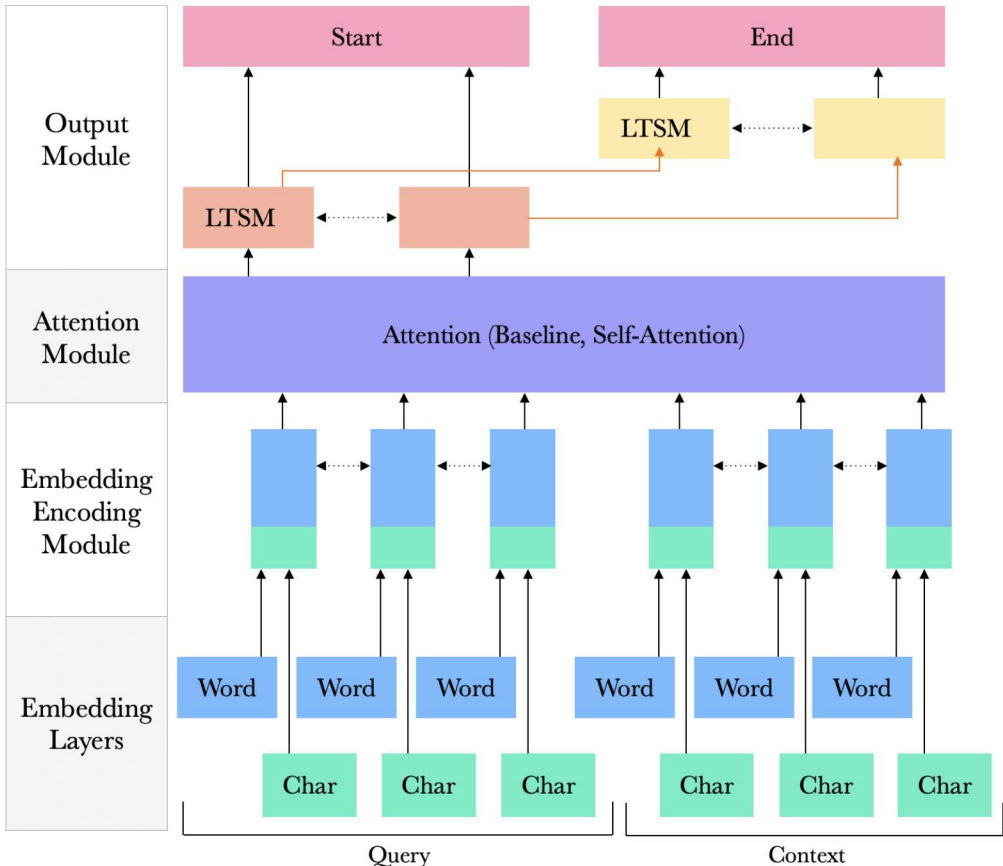 Start
End
Output
Module
LTSM
LTSM
Attention
Module
Attention (Baseline, Self-Attention)
Embedding
Encoding
Module
Embedding
Layers
Word
Word
Word
Word
Word
Word
Char
Char
Char
Char
Char
Char
Query
Context